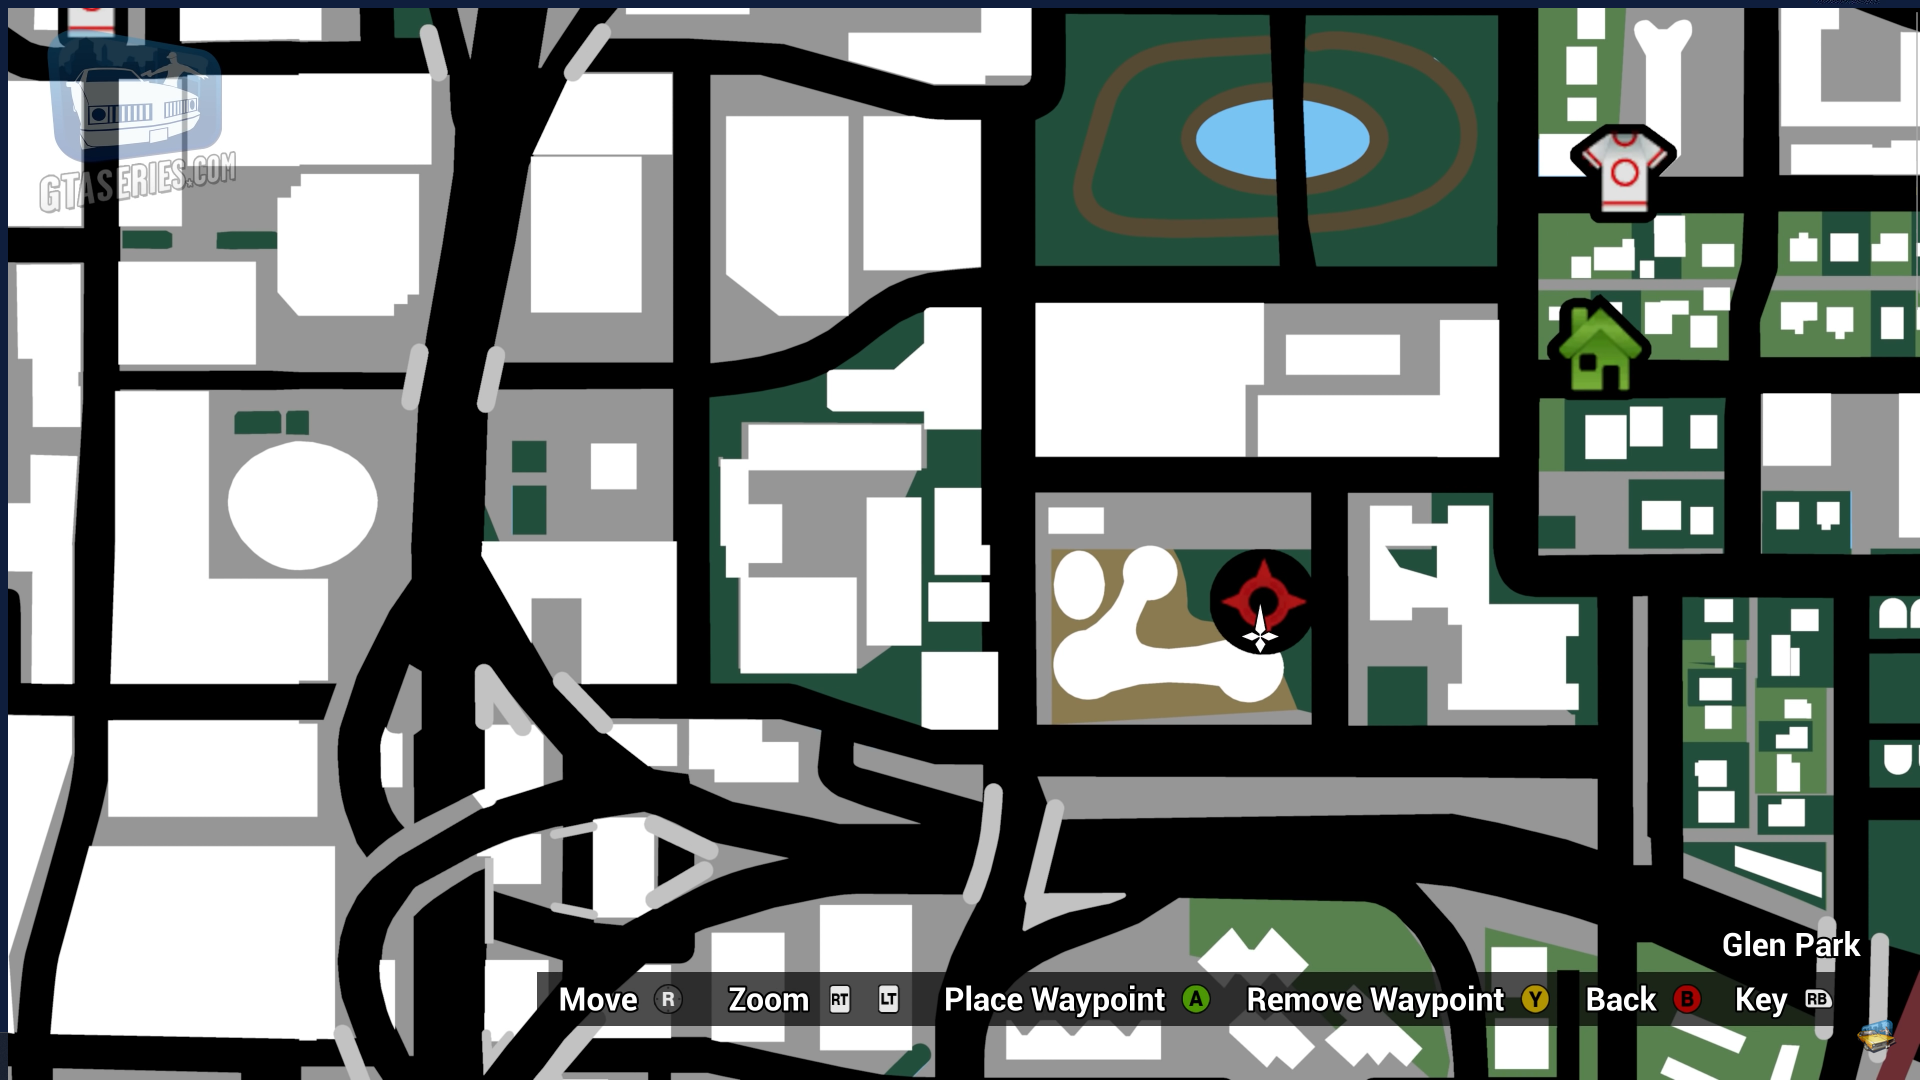 GTASERIES.COM
Glen Park
Move R Zoom RT LT Place Waypoint A Remove Waypoint Y Back B Key RB